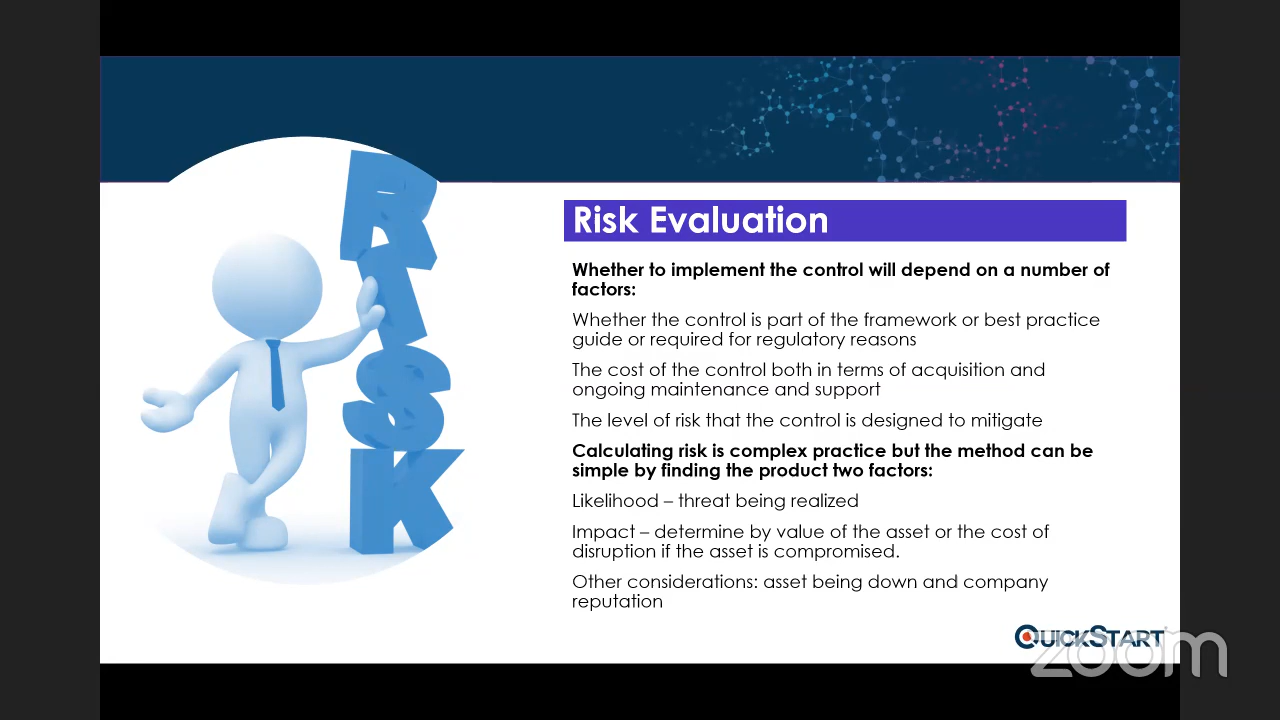 RISK
Risk Evaluation
Whether to implement the control will depend on a number of
factors:
Whether the control is part of the framework or best practice
guide or required for regulatory reasons
The cost of the control both in terms of acquisition and
ongoing maintenance and support
The level of risk that the control is designed to mitigate
Calculating risk is complex practice but the method can be
simple by finding the product two factors:
Likelihood – threat being realized
Impact – determine by value of the asset or the cost of
disruption if the asset is compromised.
Other considerations: asset being down and company
reputation
QUICKSTART
zoom